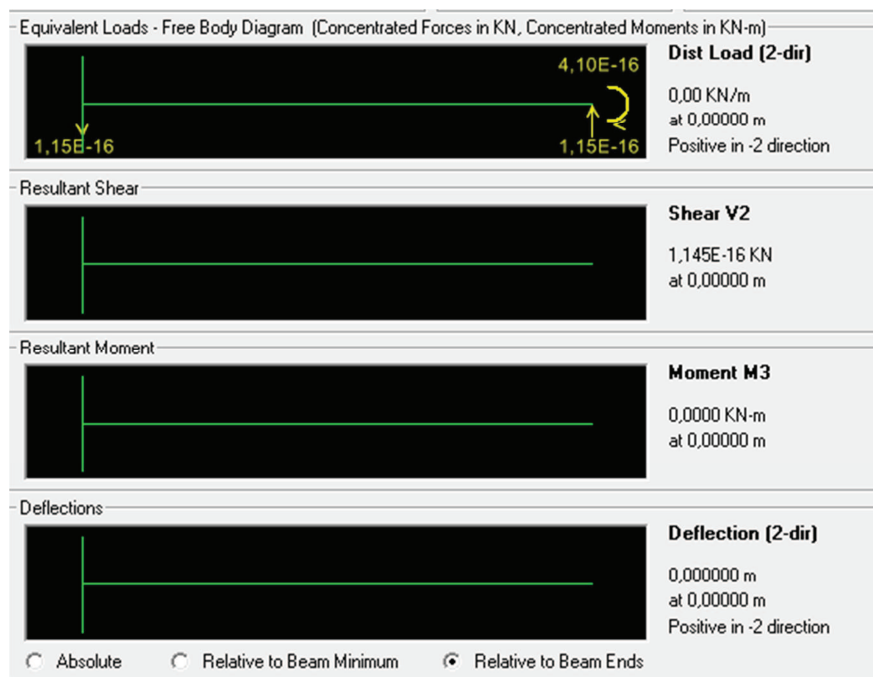 Equivalent Loads - Free Body Diagram (Concentrated Forces in KN, Concentrated Moments in KN-m)
4,10E-16
1,15E-16
1,15E-16
Dist Load (2-dir)
0,00 KN/m
at 0,00000 m
Positive in -2 direction
Resultant Shear
Shear V2
1,145E-16 KN
at 0,00000 m
Resultant Moment
Moment M3
0,0000 KN-m
at 0,00000 m
Deflections
Deflection (2-dir)
0,000000 m
at 0,00000 m
Positive in -2 direction
Absolute Relative to Beam Minimum Relative to Beam Ends